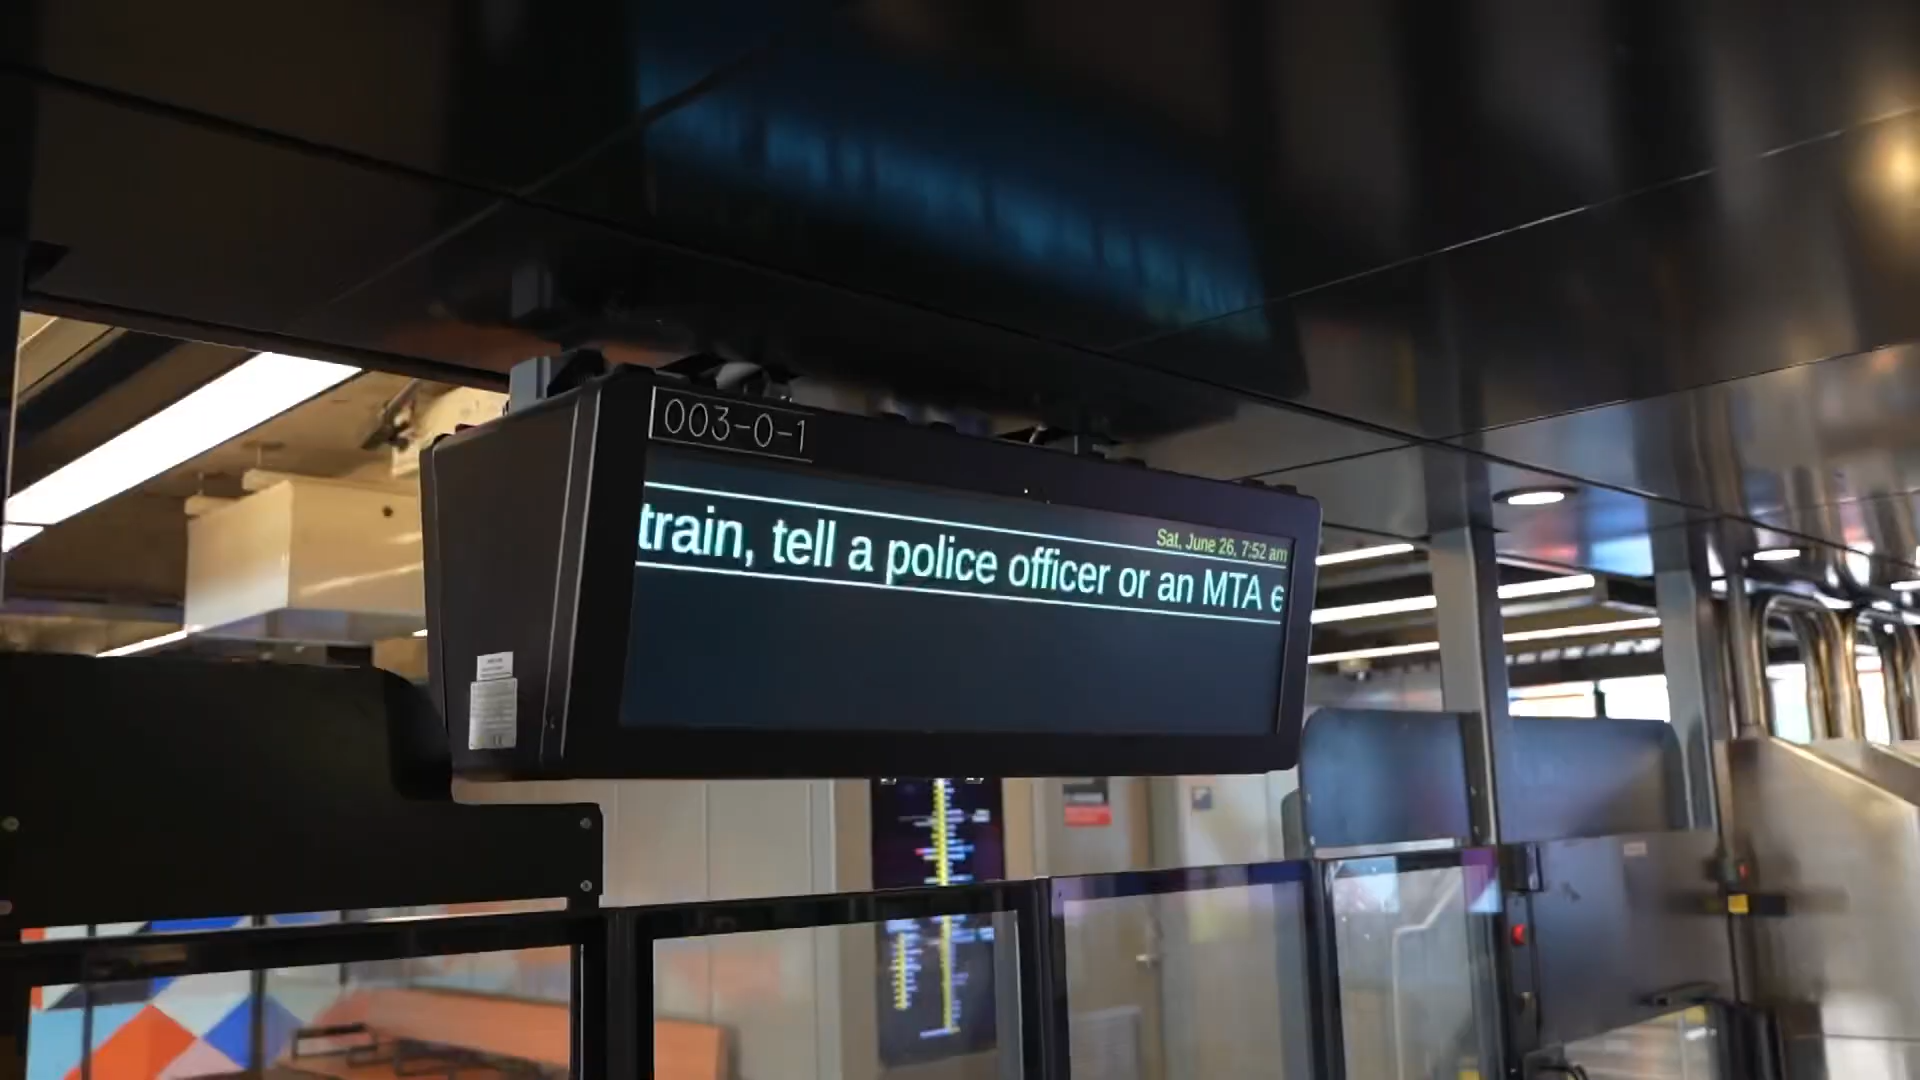 003-0-1
Sat, June 26, 7:52 am
train, tell a police officer or an MTA e